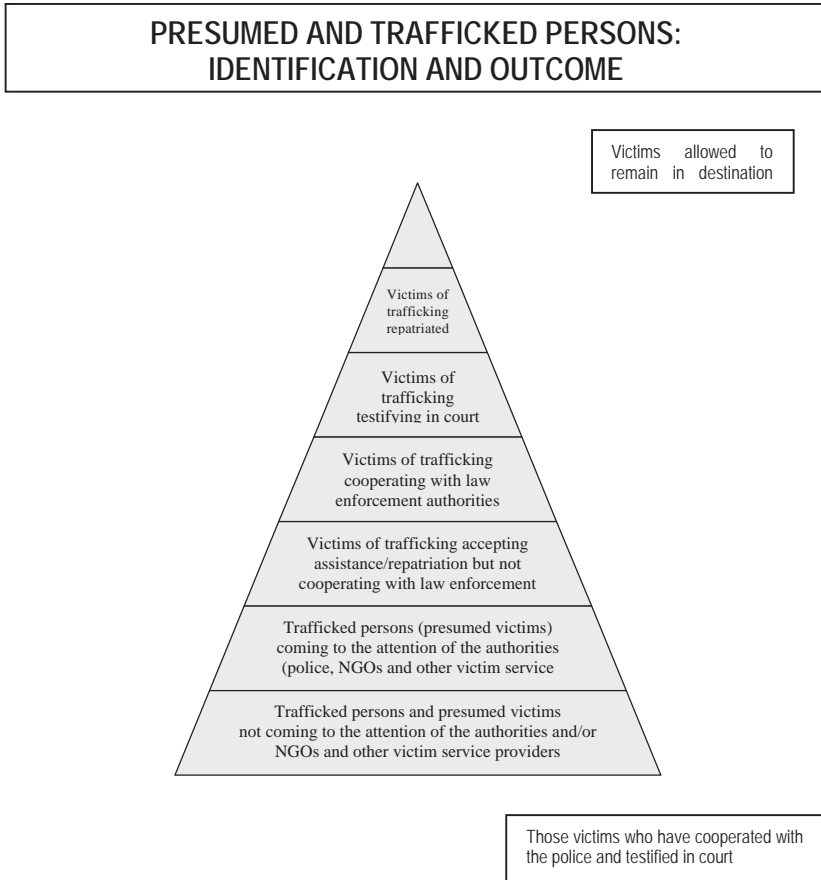 PRESUMED AND TRAFFICKED PERSONS:
IDENTIFICATION AND OUTCOME
Victims allowed to
remain in destination
Victims of
trafficking
repatriated
Victims of
trafficking
testifying in court
Victims of trafficking
cooperating with law
enforcement authorities
Victims of trafficking accepting
assistance/repatriation but not
cooperating with law enforcement
Trafficked persons (presumed victims)
coming to the attention of the authorities
(police, NGOs and other victim service
Trafficked persons and presumed victims
not coming to the attention of the authorities and/or
NGOs and other victim service providers
Those victims who have cooperated with
the police and testified in court